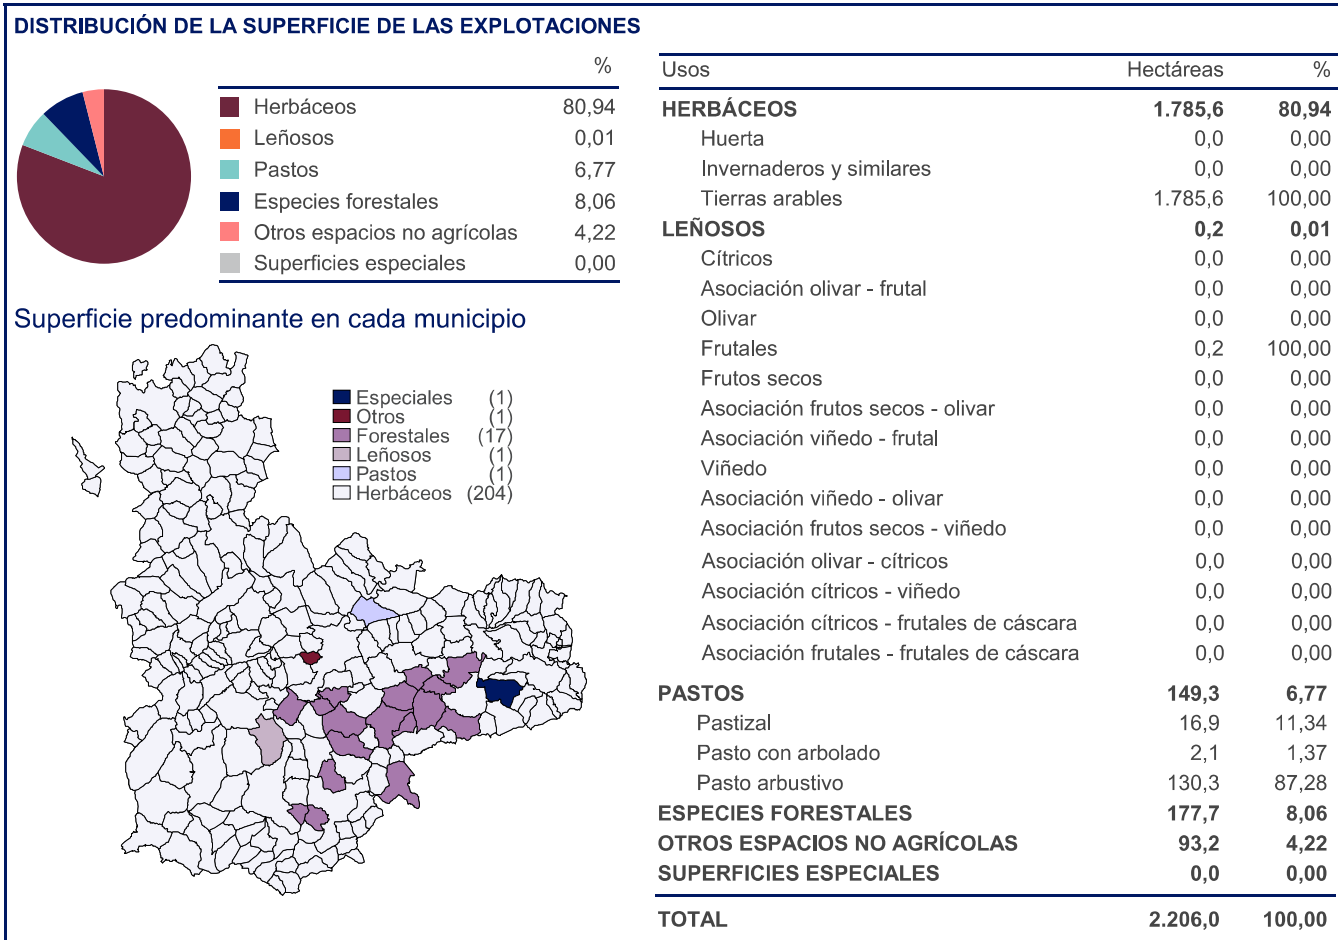 DISTRIBUCIÓN DE LA SUPERFICIE DE LAS EXPLOTACIONES
%
Herbáceos 80,94
Leñosos 0,01
Pastos 6,77
Especies forestales 8,06
Otros espacios no agrícolas 4,22
Superficies especiales 0,00
Superficie predominante en cada municipio
Especiales (1)
Otros (1)
Forestales (17)
Leñosos (1)
Pastos (1)
Herbáceos (204)
Usos Hectáreas %
HERBÁCEOS 1.785,6 80,94
Huerta 0,0 0,00
Invernaderos y similares 0,0 0,00
Tierras arables 1.785,6 100,00
LEÑOSOS 0,2 0,01
Cítricos 0,0 0,00
Asociación olivar - frutal 0,0 0,00
Olivar 0,0 0,00
Frutales 0,2 100,00
Frutos secos 0,0 0,00
Asociación frutos secos - olivar 0,0 0,00
Asociación viñedo - frutal 0,0 0,00
Viñedo 0,0 0,00
Asociación viñedo - olivar 0,0 0,00
Asociación frutos secos - viñedo 0,0 0,00
Asociación olivar - cítricos 0,0 0,00
Asociación cítricos - viñedo 0,0 0,00
Asociación cítricos - frutales de cáscara 0,0 0,00
Asociación frutales - frutales de cáscara 0,0 0,00
PASTOS 149,3 6,77
Pastizal 16,9 11,34
Pasto con arbolado 2,1 1,37
Pasto arbustivo 130,3 87,28
ESPECIES FORESTALES 177,7 8,06
OTROS ESPACIOS NO AGRÍCOLAS 93,2 4,22
SUPERFICIES ESPECIALES 0,0 0,00
TOTAL 2.206,0 100,00